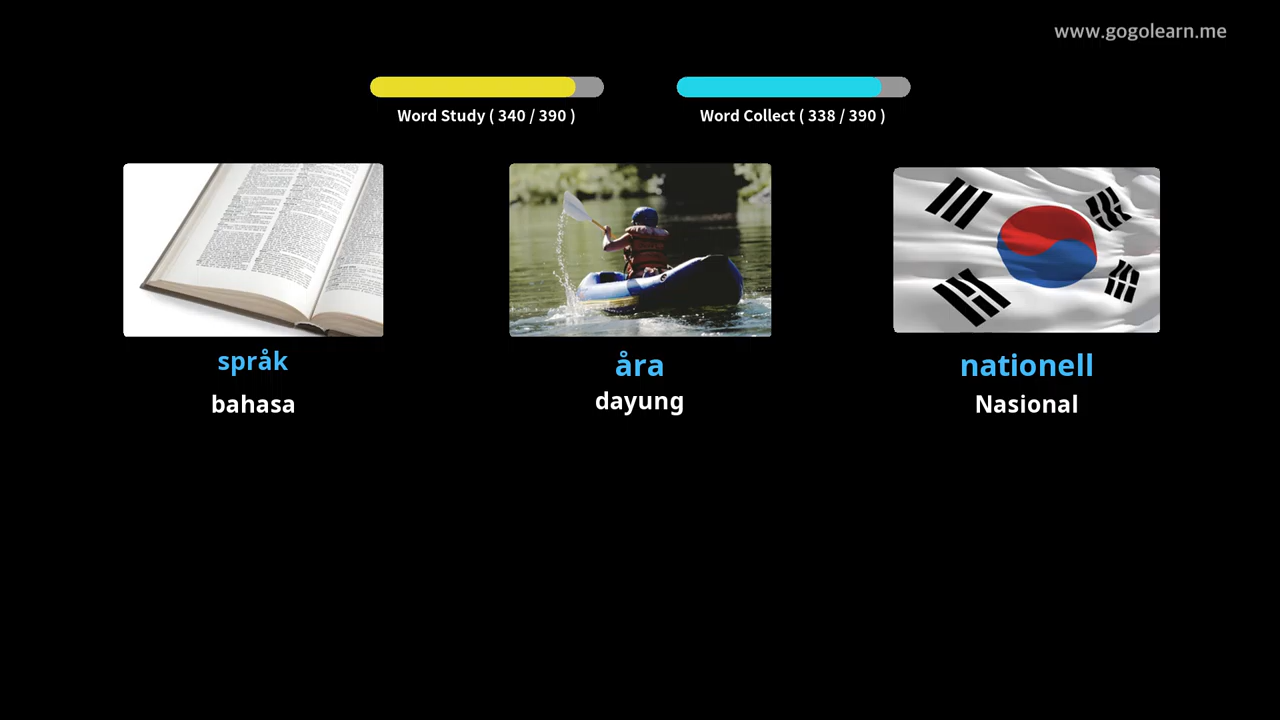 www.gogolearn.me
Word Study ( 340 / 390 )
Word Collect ( 338 / 390 )
språk
åra
nationell
bahasa
dayung
Nasional